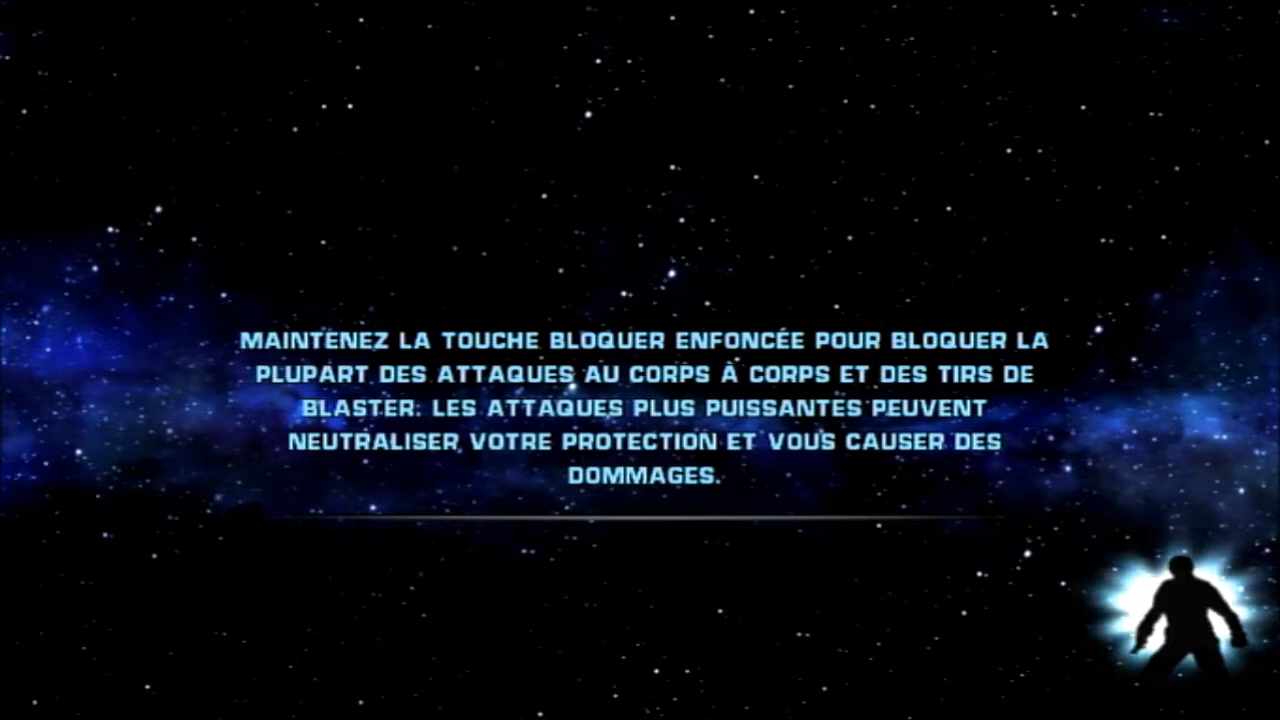 MAINTENEZ LA TOUCHE BLOQUER ENFONCÉE POUR BLOQUER LA
PLUPART DES ATTAQUES AU CORPS À CORPS ET DES TIRS DE
BLASTER. LES ATTAQUES PLUS PUISSANTES PEUVENT
NEUTRALISER VOTRE PROTECTION ET VOUS CAUSER DES
DOMMAGES.